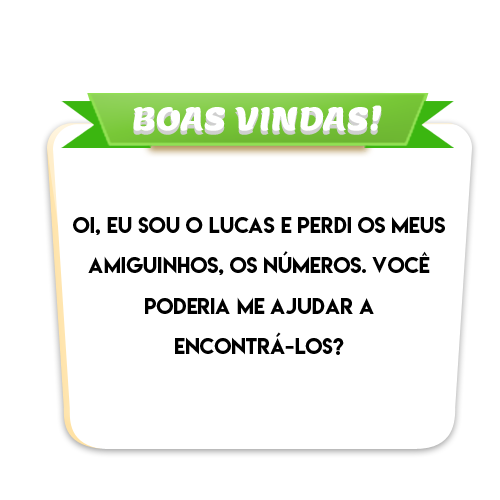 BOAS VINDAS!
OI, EU SOU O LUCAS E PERDI OS MEUS
AMIGUINHOS, OS NÚMEROS. VOCÊ
PODERIA ME AJUDAR A
ENCONTRÁ-LOS?